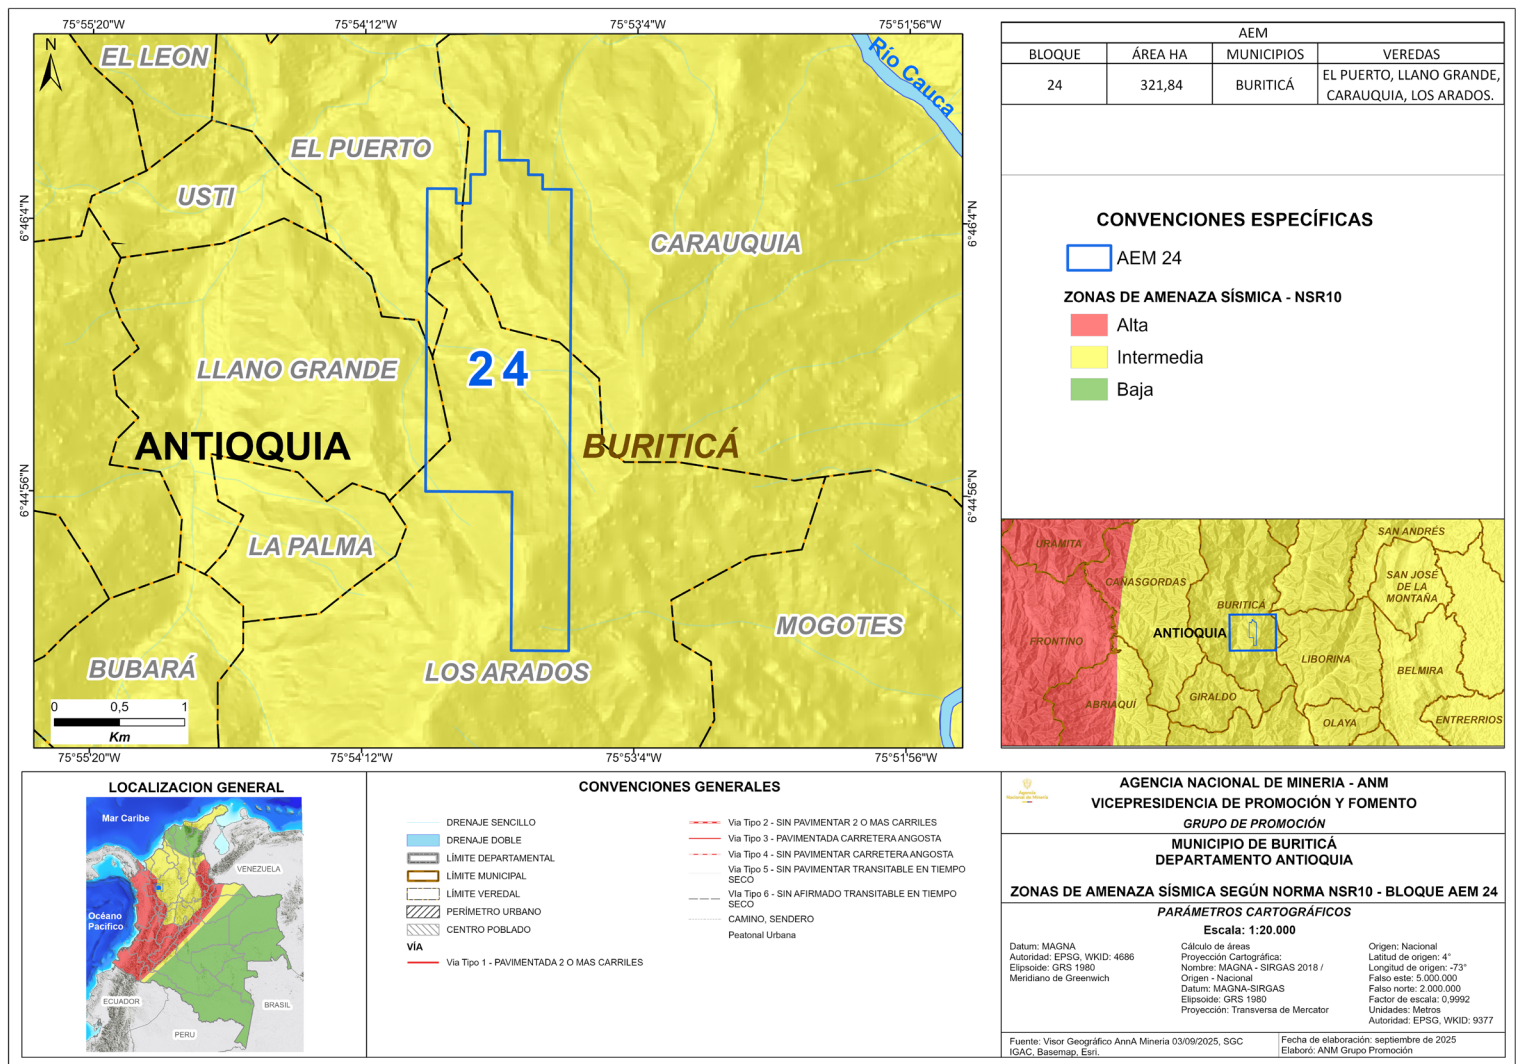 75°55'20"W
75°54'12"W
75°53'4"W
75°51'56"W
N
EL LEON
Río Cauca
EL PUERTO
USTI
6°46'4"N
6°46'4"N
CARAUQUIA
LLANO GRANDE
24
ANTIOQUIA
BURITICÁ
6°44'56"N
6°44'56"N
LA PALMA
MOGOTES
BUBARÁ
LOS ARADOS
0 0,5 1
Km
75°55'20"W
75°54'12"W
75°53'4"W
75°51'56"W
AEM
BLOQUE ÁREA HA MUNICIPIOS VEREDAS
24 321,84 BURITICÁ EL PUERTO, LLANO GRANDE,
CARAUQUIA, LOS ARADOS.
CONVENCIONES ESPECÍFICAS
AEM 24
ZONAS DE AMENAZA SÍSMICA - NSR10
Alta
Intermedia
Baja
URAMITA
SAN ANDRÉS
CAÑASGORDAS
SAN JOSÉ
DE LA
MONTAÑA
BURITICÁ
ANTIOQUIA
FRONTINO
LIBORINA
BELMIRA
ABRIAQUÍ
GIRALDO
OLAYA
ENTRERRIOS
LOCALIZACION GENERAL
Mar Caribe
VENEZUELA
Océano
Pacifico
ECUADOR
BRASIL
PERU
CONVENCIONES GENERALES
DRENAJE SENCILLO
DRENAJE DOBLE
LÍMITE DEPARTAMENTAL
LÍMITE MUNICIPAL
LÍMITE VEREDAL
PERÍMETRO URBANO
CENTRO POBLADO
VÍA
Via Tipo 1 - PAVIMENTADA 2 O MAS CARRILES
Via Tipo 2 - SIN PAVIMENTAR 2 O MAS CARRILES
Via Tipo 3 - PAVIMENTADA CARRETERA ANGOSTA
Via Tipo 4 - SIN PAVIMENTAR CARRETERA ANGOSTA
Via Tipo 5 - SIN PAVIMENTAR TRANSITABLE EN TIEMPO
SECO
VIa Tipo 6 - SIN AFIRMADO TRANSITABLE EN TIEMPO
SECO
CAMINO, SENDERO
Peatonal Urbana
Agencia
Nacional de Minería
AGENCIA NACIONAL DE MINERIA - ANM
VICEPRESIDENCIA DE PROMOCIÓN Y FOMENTO
GRUPO DE PROMOCIÓN
MUNICIPIO DE BURITICÁ
DEPARTAMENTO ANTIOQUIA
ZONAS DE AMENAZA SÍSMICA SEGÚN NORMA NSR10 - BLOQUE AEM 24
PARÁMETROS CARTOGRÁFICOS
Escala: 1:20.000
Datum: MAGNA
Autoridad: EPSG, WKID: 4686
Elipsoide: GRS 1980
Meridiano de Greenwich
Cálculo de áreas
Proyección Cartográfica:
Nombre: MAGNA - SIRGAS 2018 /
Origen - Nacional
Datum: MAGNA-SIRGAS
Elipsoide: GRS 1980
Proyección: Transversa de Mercator
Origen: Nacional
Latitud de origen: 4°
Longitud de origen: -73°
Falso este: 5.000.000
Falso norte: 2.000.000
Factor de escala: 0,9992
Unidades: Metros
Autoridad: EPSG, WKID: 9377
Fuente: Visor Geográfico AnnA Mineria 03/09/2025, SGC
IGAC, Basemap, Esri.
Fecha de elaboración: septiembre de 2025
Elaboró: ANM Grupo Promoción